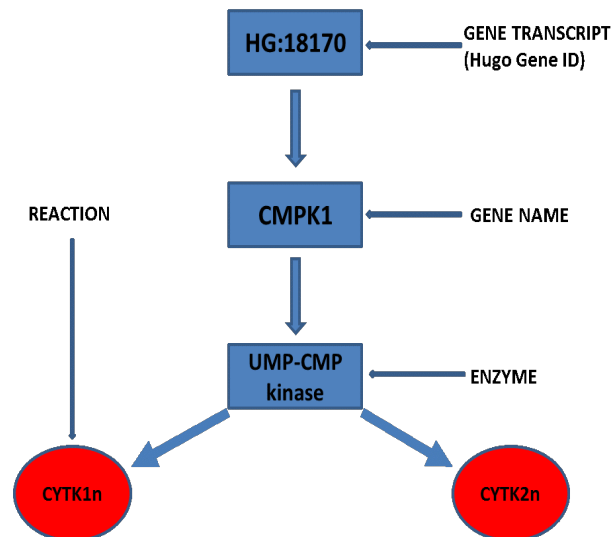 HG:18170
GENE TRANSCRIPT
(Hugo Gene ID)
CMPK1
GENE NAME
REACTION
UMP-CMP
kinase
ENZYME
CYTK1n
CYTK2n